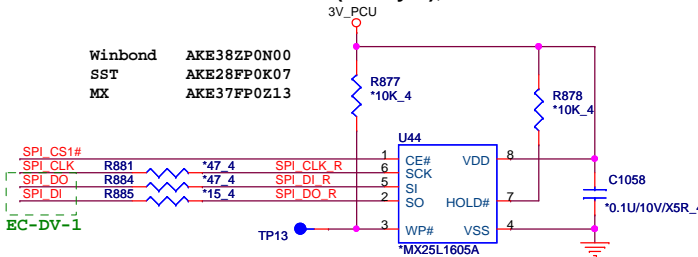 3V_PCU
Winbond AKE38ZP0N00
SST AKE28FP0K07
MX AKE37FP0Z13
R877
*10K_4
R878
*10K_4
U44
SPI_CS1# 1 CE# VDD 8
SPI_CLK R881 *47_4 SPI_CLK_R 6 SCK
SPI_DO R884 *47_4 SPI_DI_R 5 SI
SPI_DI R885 *15_4 SPI_DO_R 2 SO HOLD# 7
C1058
*0.1U/10V/X5R_4
EC-DV-1
TP13 3 WP# VSS 4
*MX25L1605A